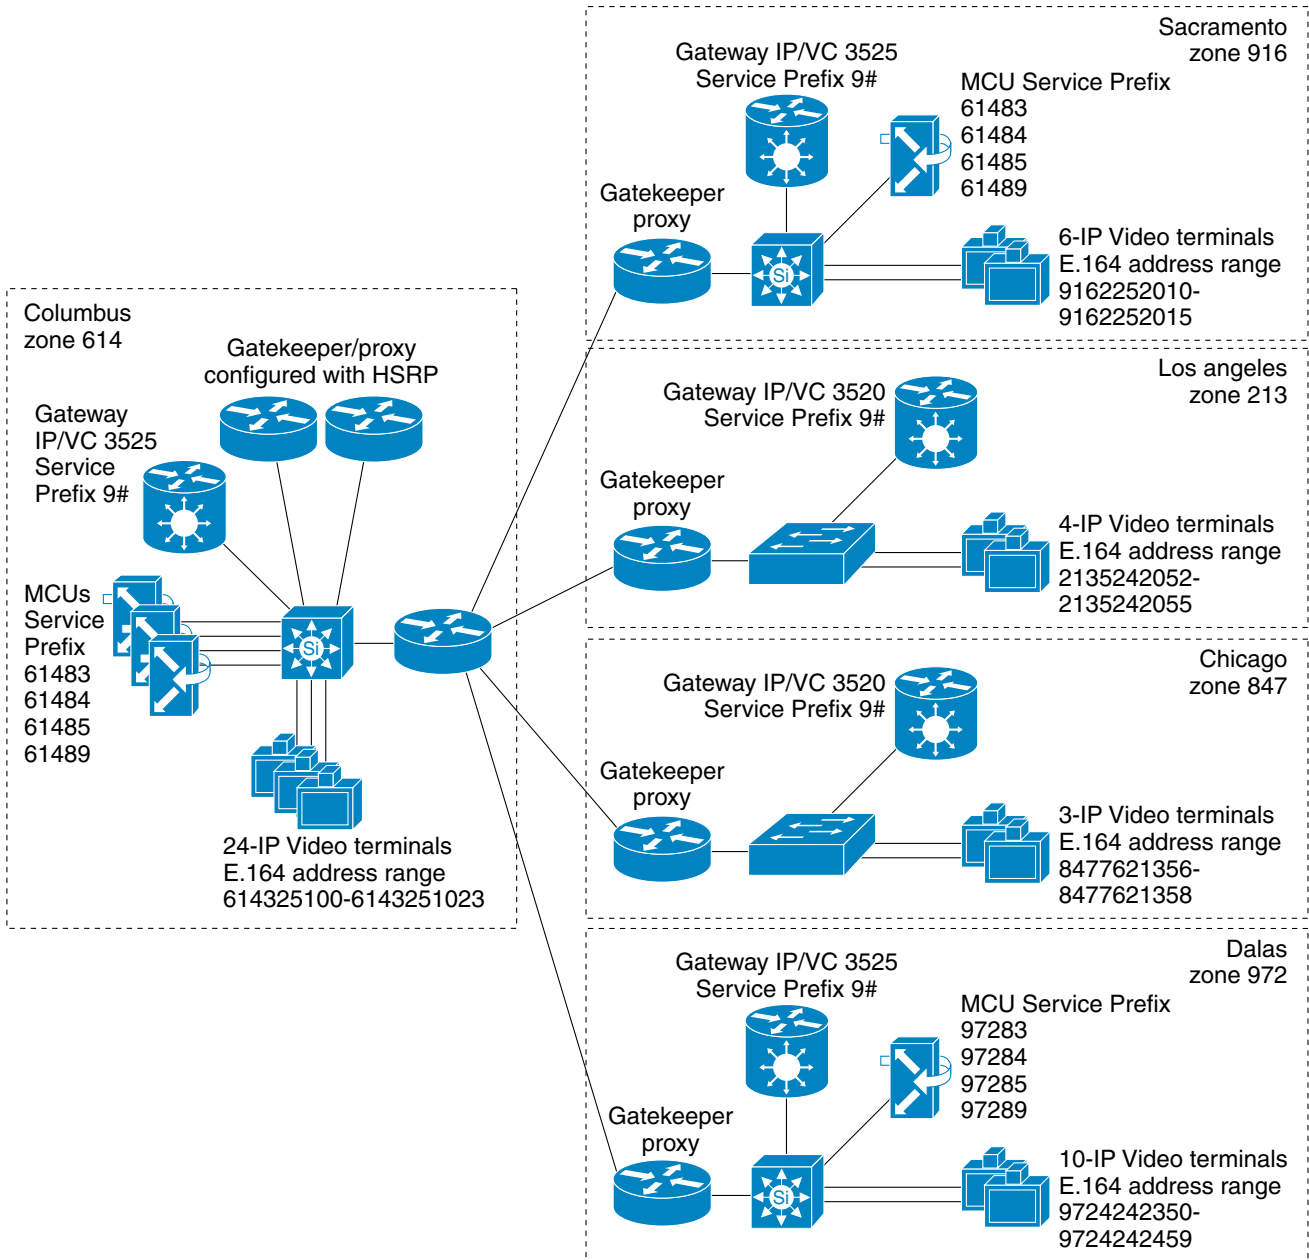 Columbus
zone 614
Gatekeeper/proxy
configured with HSRP
Gateway
IP/VC 3525
Service
Prefix 9#
MCUs
Service
Prefix
61483
61484
61485
61489
Si
24-IP Video terminals
E.164 address range
614325100-6143251023
Sacramento
zone 916
Gateway IP/VC 3525
Service Prefix 9#
MCU Service Prefix
61483
61484
61485
61489
Gatekeeper
proxy
Si
6-IP Video terminals
E.164 address range
9162252010-
9162252015
Los angeles
zone 213
Gateway IP/VC 3520
Service Prefix 9#
Gatekeeper
proxy
4-IP Video terminals
E.164 address range
2135242052-
2135242055
Chicago
zone 847
Gateway IP/VC 3520
Service Prefix 9#
Gatekeeper
proxy
3-IP Video terminals
E.164 address range
8477621356-
8477621358
Dalas
zone 972
Gateway IP/VC 3525
Service Prefix 9#
MCU Service Prefix
97283
97284
97285
97289
Gatekeeper
proxy
Si
10-IP Video terminals
E.164 address range
9724242350-
9724242459